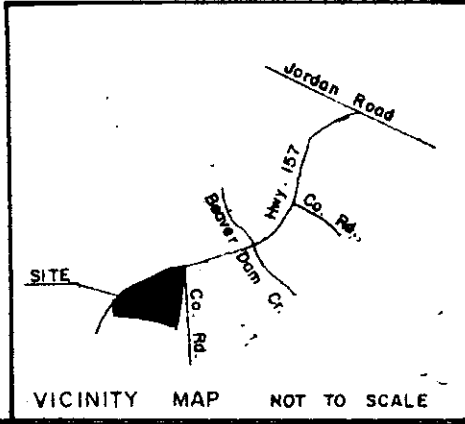 Jordan Road
Hwy. 157
Co. Rd.
Beaver Dam Cr.
SITE
Co. Rd.
VICINITY MAP NOT TO SCALE